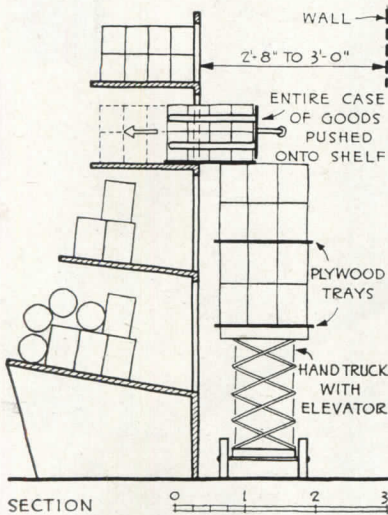 WALL
2'-8" TO 3'-0"
ENTIRE CASE
OF GOODS
PUSHED
ONTO SHELF
PLYWOOD
TRAYS
HAND TRUCK
WITH
ELEVATOR
SECTION
0 1 2 3